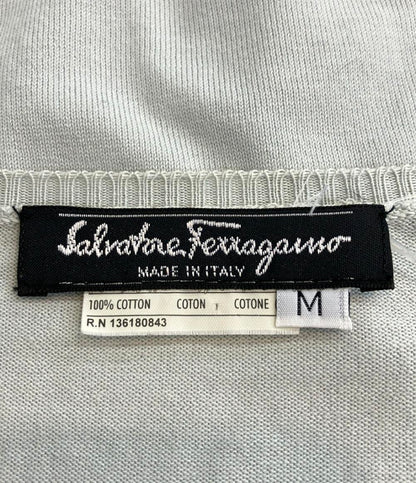 Salvatore Ferragamo
MADE IN ITALY
100% COTTON COTON , COTONE
R.N 136180843
M